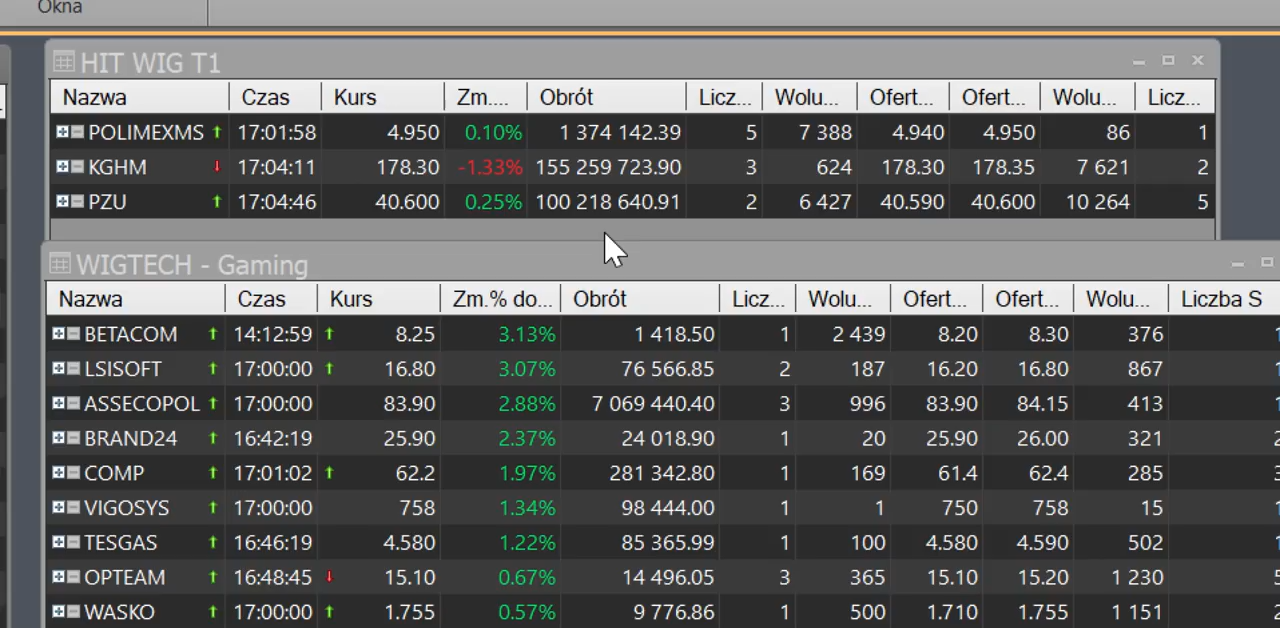 Okna
HIT WIG T1
Nazwa Czas Kurs Zm.... Obrót Licz... Wolu... Ofert... Ofert... Wolu... Licz...
POLIMEXMS 17:01:58 4.950 0.10% 1 374 142.39 5 7 388 4.940 4.950 86 1
KGHM 17:04:11 178.30 -1.33% 155 259 723.90 3 624 178.30 178.35 7 621 2
PZU 17:04:46 40.600 0.25% 100 218 640.91 2 6 427 40.590 40.600 10 264 5
WIGTECH - Gaming
Nazwa Czas Kurs Zm.% do... Obrót Licz... Wolu... Ofert... Ofert... Wolu... Liczba S
BETACOM 14:12:59 8.25 3.13% 1 418.50 1 2 439 8.20 8.30 376
LSISOFT 17:00:00 16.80 3.07% 76 566.85 2 187 16.20 16.80 867
ASSECOPOL 17:00:00 83.90 2.88% 7 069 440.40 3 996 83.90 84.15 413
BRAND24 16:42:19 25.90 2.37% 24 018.90 1 20 25.90 26.00 321
COMP 17:01:02 62.2 1.97% 281 342.80 1 169 61.4 62.4 285
VIGOSYS 17:00:00 758 1.34% 98 444.00 1 1 750 758 15
TESGAS 16:46:19 4.580 1.22% 85 365.99 1 100 4.580 4.590 502
OPTEAM 16:48:45 15.10 0.67% 14 496.05 3 365 15.10 15.20 1 230
WASKO 17:00:00 1.755 0.57% 9 776.86 1 500 1.710 1.755 1 151